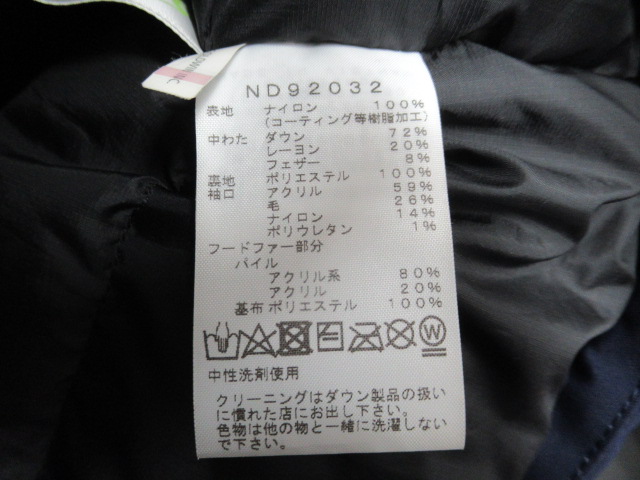 ND92032
表地 ナイロン 100%
(コーティング等樹脂加工)
中わた ダウン 72%
レーヨン 20%
フェザー 8%
裏地 ポリエステル 100%
袖口 アクリル 59%
毛 26%
ナイロン 14%
ポリウレタン 1%
フードファー部分
パイル
アクリル系 80%
アクリル 20%
基布 ポリエステル 100%
W
中性洗剤使用
クリーニングはダウン製品の扱い
に慣れた店にお出し下さい。
色物は他の物と一緒に洗濯しない
で下さい。